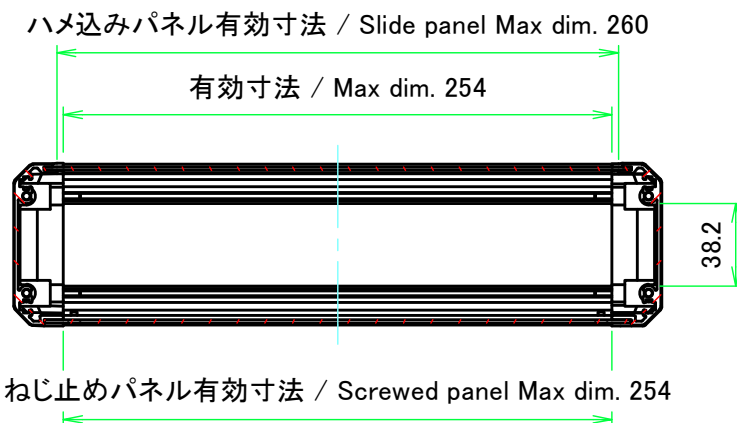 ハメ込みパネル有効寸法 / Slide panel Max dim. 260
有効寸法 / Max dim. 254
38.2
ねじ止めパネル有効寸法 / Screwed panel Max dim. 254